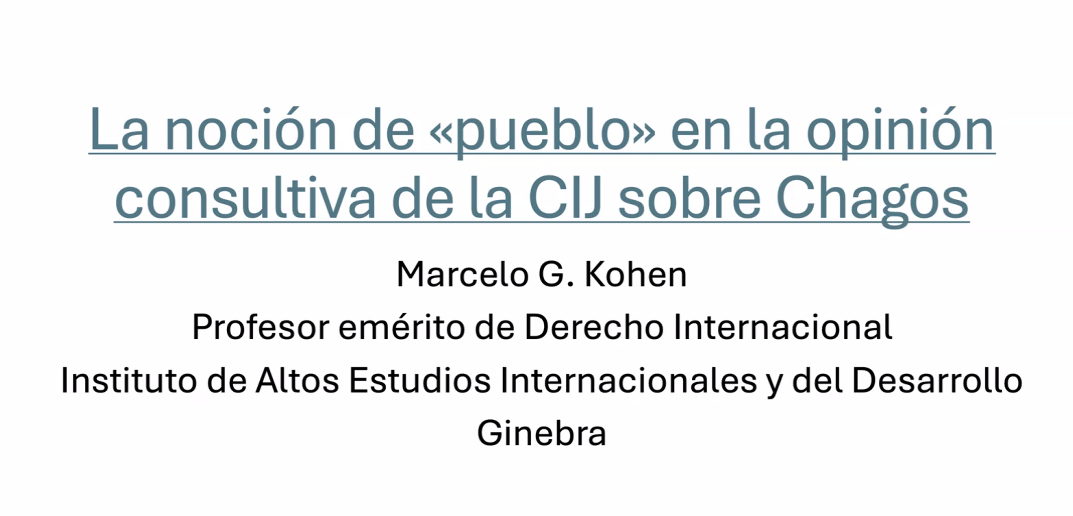 La noción de «pueblo» en la opinión
consultiva de la CIJ sobre Chagos
Marcelo G. Kohen
Profesor emérito de Derecho Internacional
Instituto de Altos Estudios Internacionales y del Desarrollo
Ginebra